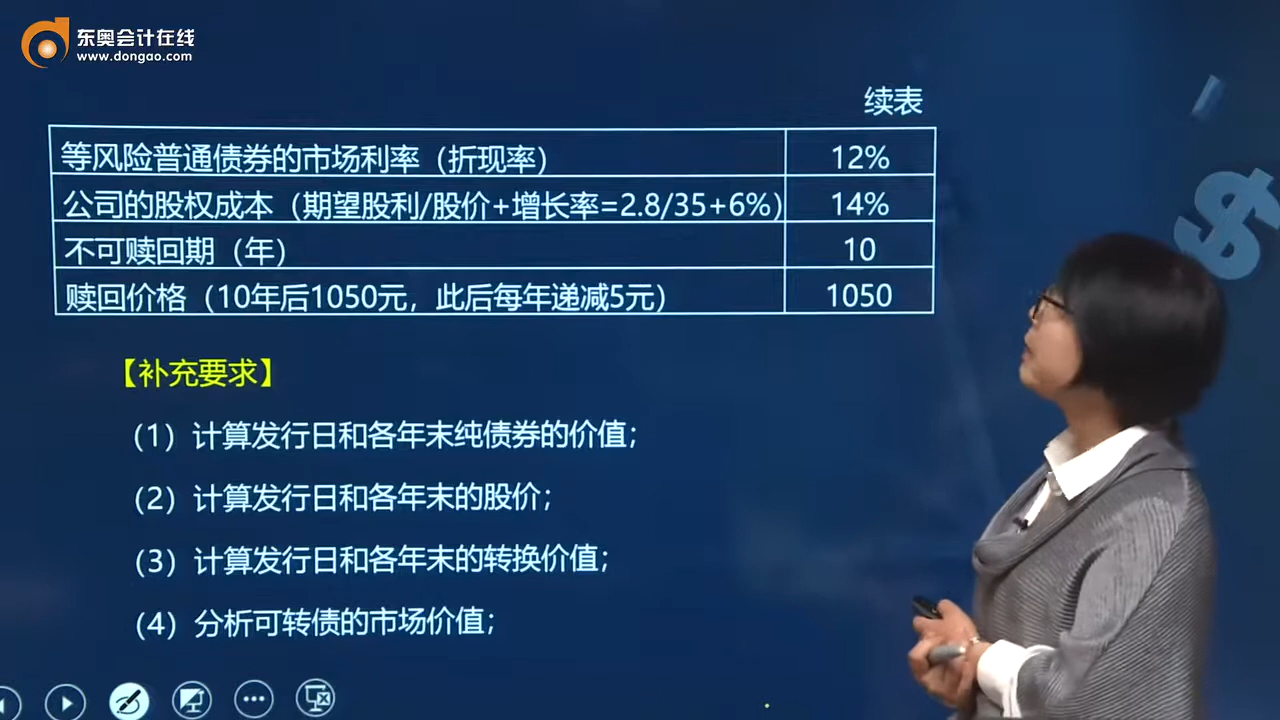 东奥会计在线
www.dongao.com
续表
等风险普通债券的市场利率（折现率） 12%
公司的股权成本（期望股利/股价+增长率=2.8/35+6%） 14%
不可赎回期（年） 10
赎回价格（10年后1050元，此后每年递减5元） 1050
【补充要求】
（1）计算发行日和各年末纯债券的价值；
（2）计算发行日和各年末的股价；
（3）计算发行日和各年末的转换价值；
（4）分析可转债的市场价值；